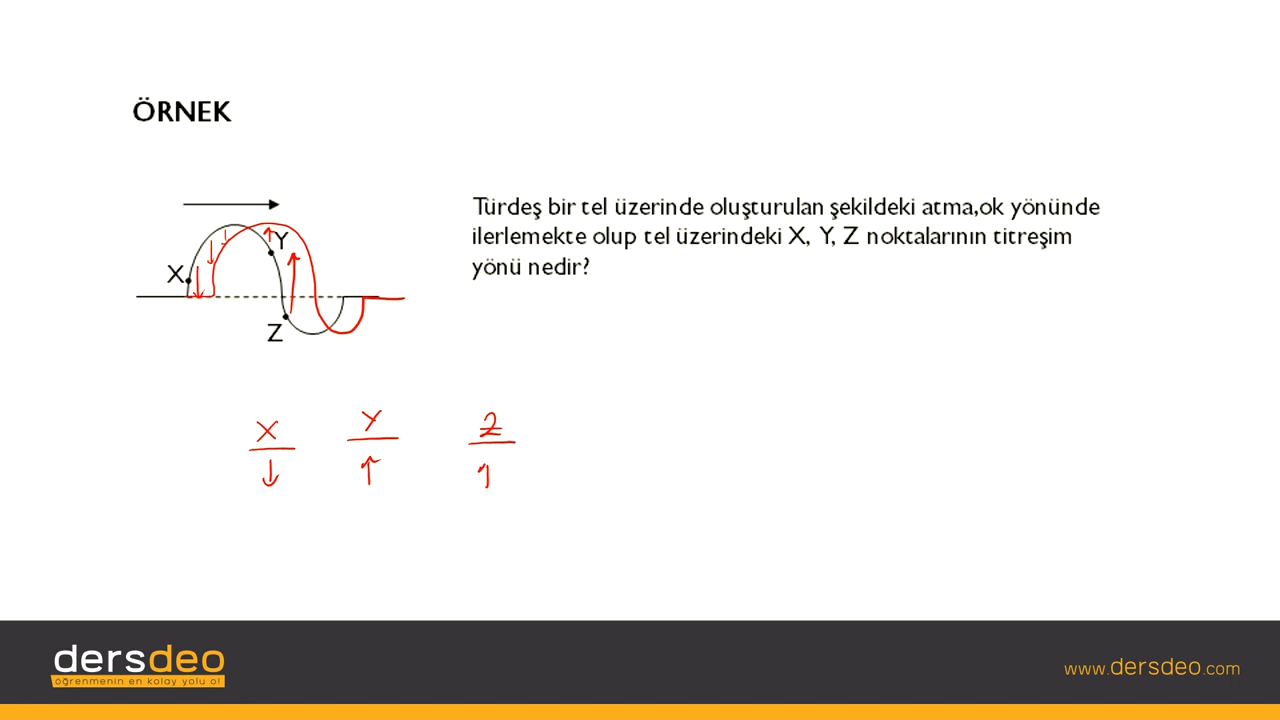 ÖRNEK
Türdeş bir tel üzerinde oluşturulan şekildeki atma,ok yönünde
ilerlemekte olup tel üzerindeki X, Y, Z noktalarının titreşim
yönü nedir?
Y
X
Z
X Y Z
↓ ↑ ↑
dersdeo
öğrenmenin en kolay yolu o!
www.dersdeo.com